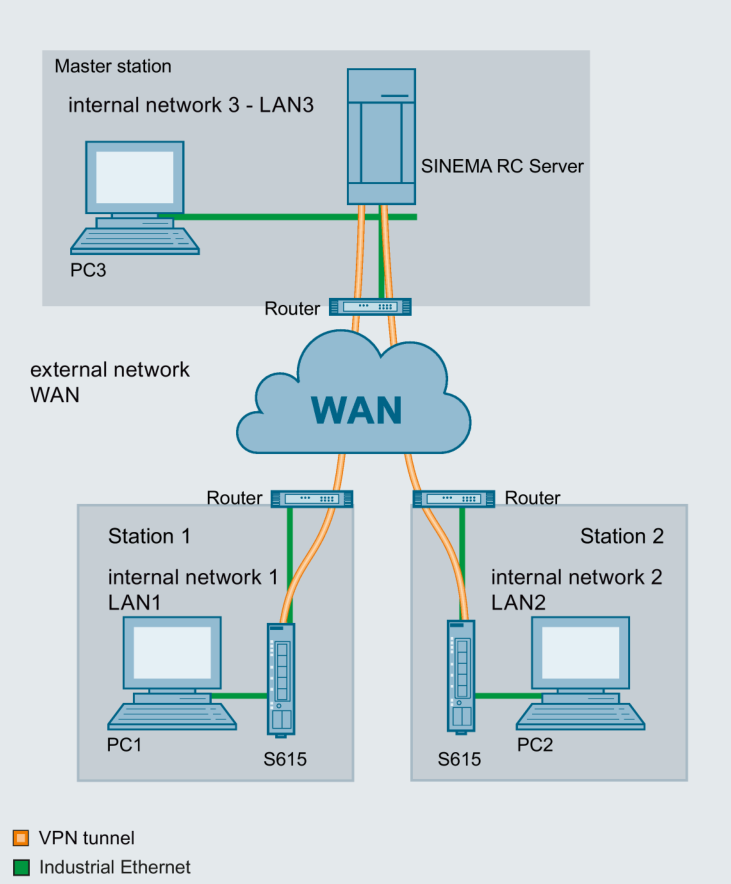 Master station
internal network 3 - LAN3
SINEMA RC Server
PC3
Router
external network
WAN
WAN
Router
Router
Station 1
Station 2
internal network 1
LAN1
internal network 2
LAN2
PC1
S615
S615
PC2
VPN tunnel
Industrial Ethernet